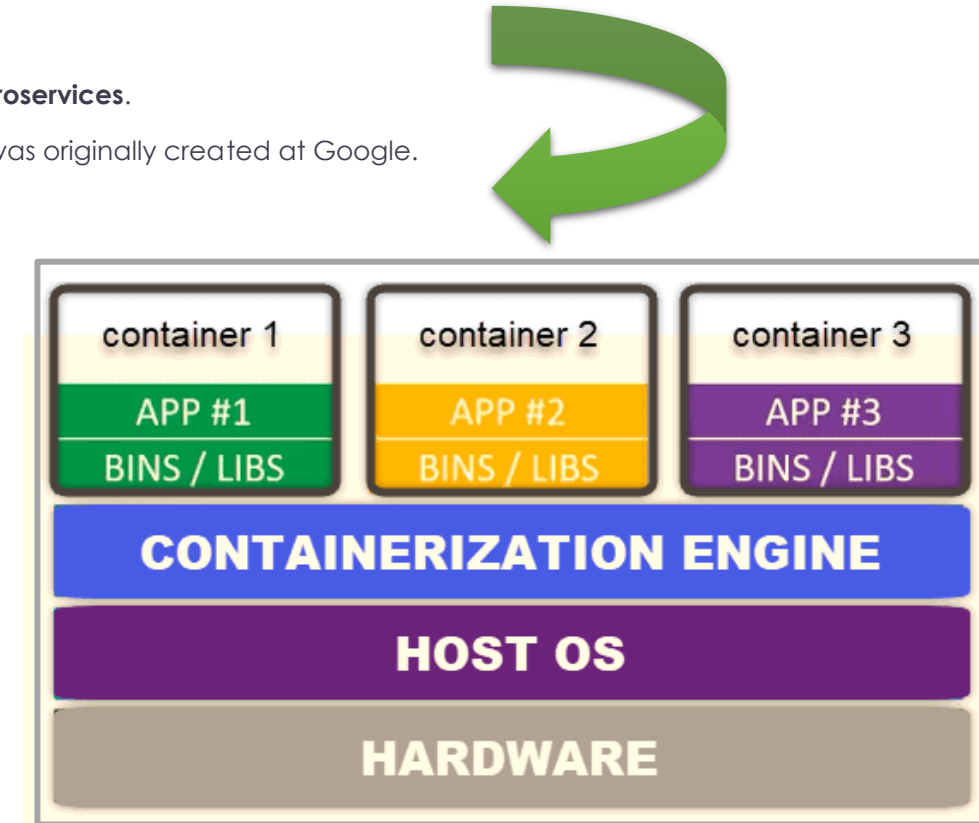 roservices.
was originally created at Google.
container 1
APP #1
BINS / LIBS
container 2
APP #2
BINS / LIBS
container 3
APP #3
BINS / LIBS
CONTAINERIZATION ENGINE
HOST OS
HARDWARE